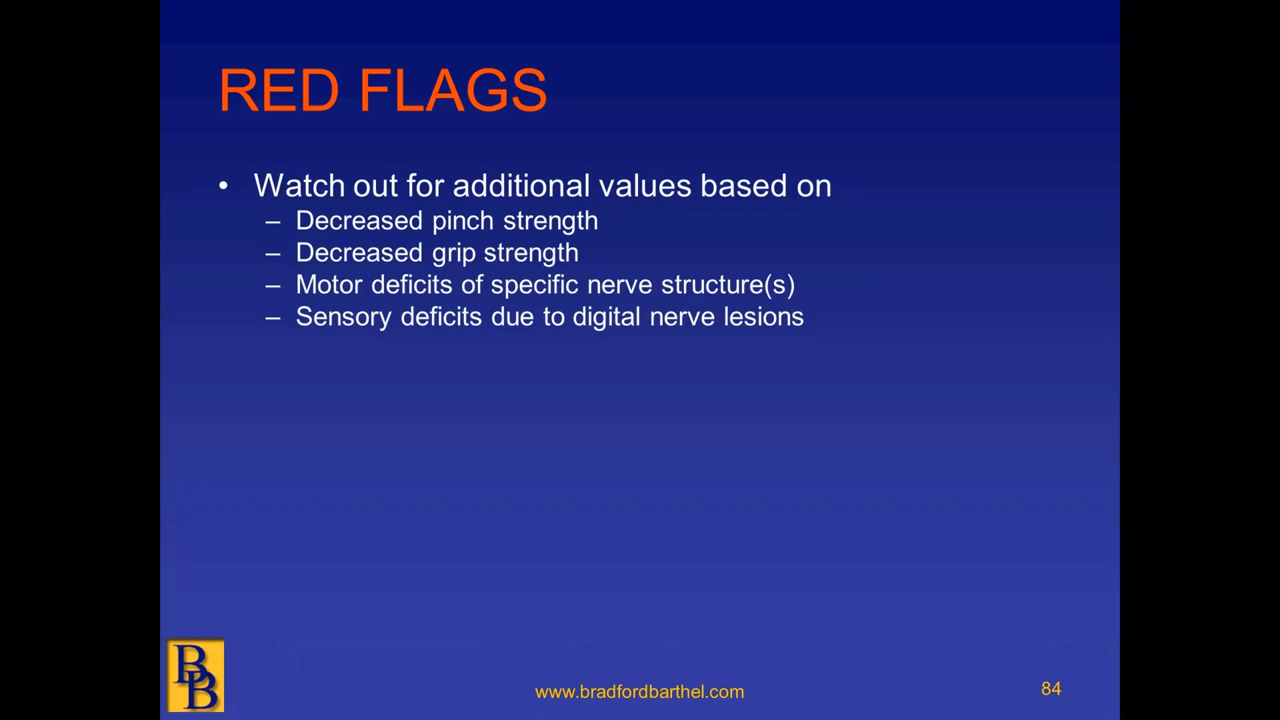 RED FLAGS
• Watch out for additional values based on
– Decreased pinch strength
– Decreased grip strength
– Motor deficits of specific nerve structure(s)
– Sensory deficits due to digital nerve lesions
BB
www.bradfordbarthel.com
84